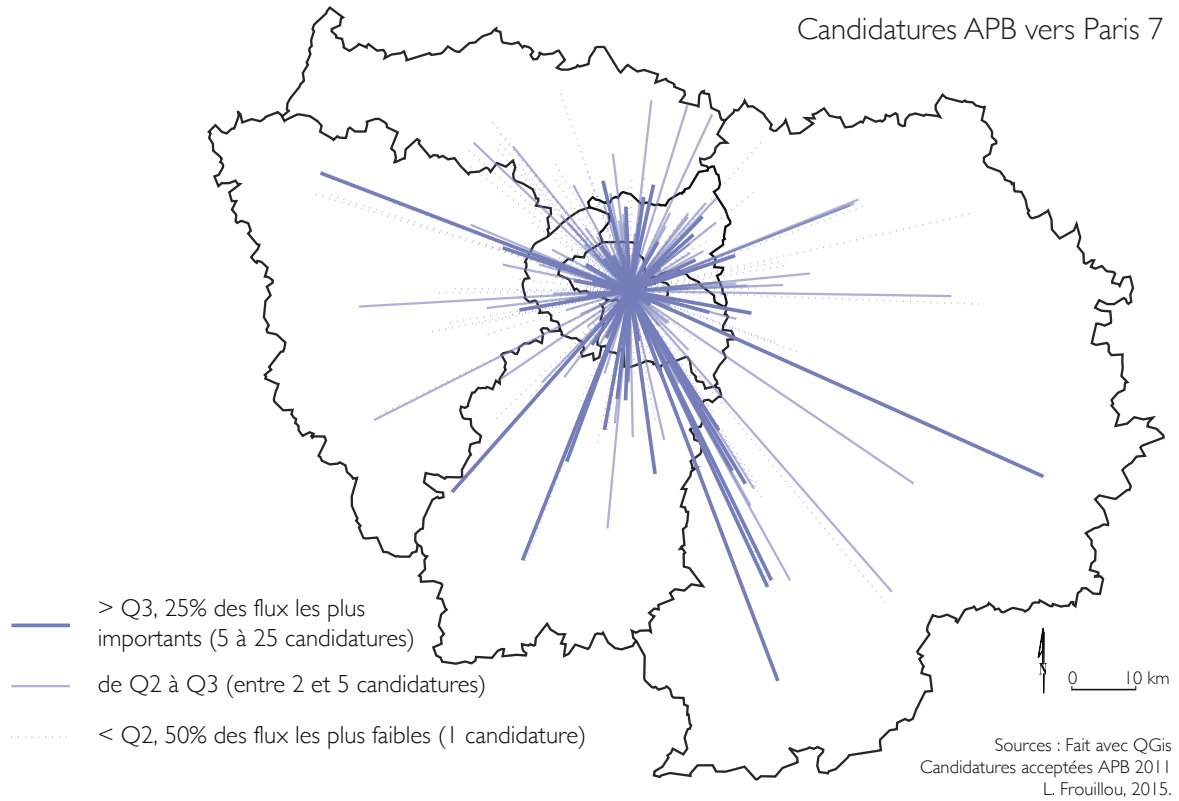 Candidatures APB vers Paris 7
> Q3, 25% des flux les plus
importants (5 à 25 candidatures)
de Q2 à Q3 (entre 2 et 5 candidatures)
< Q2, 50% des flux les plus faibles (1 candidature)
N
0 10 km
Sources : Fait avec QGis
Candidatures acceptées APB 2011
L. Frouillou, 2015.